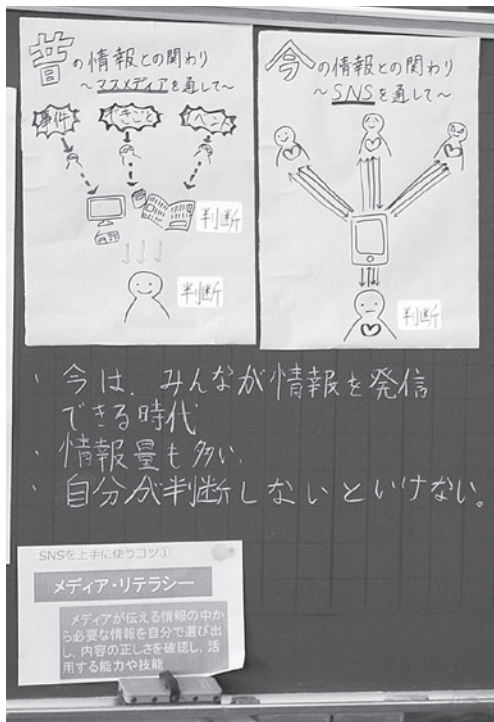 昔の情報との関わり
～マスメディアを通して～
事件
できごと
イベント
判断
判断
今の情報との関わり
～SNSを通して～
判断
・今は、みんなが情報を発信
できる時代
・情報量も多い。
・自分が判断しないといけない。
SNSを上手に使うコツ①
メディア・リテラシー
メディアが伝える情報の中か
ら必要な情報を自分で選び出
し、内容の正しさを確認し、活
用する能力や技能